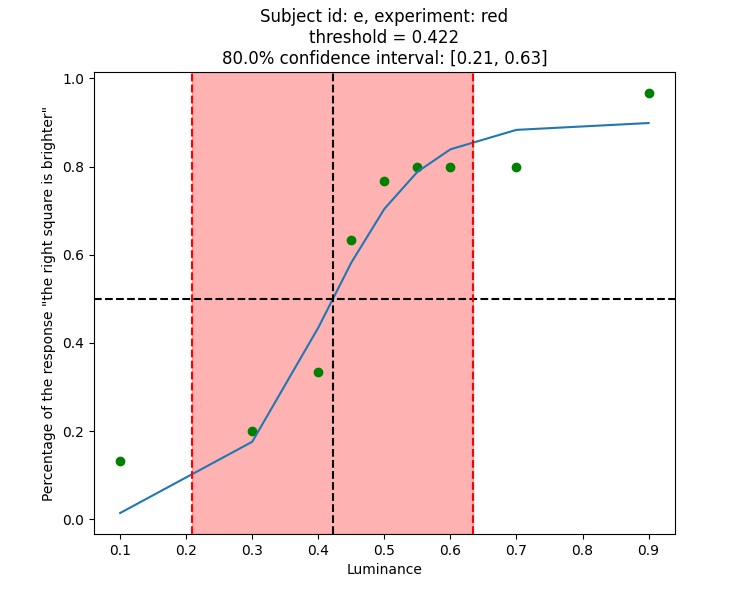 Subject id: e, experiment: red
threshold = 0.422
80.0% confidence interval: [0.21, 0.63]
Percentage of the response "the right square is brighter"
1.0
0.8
0.6
0.4
0.2
0.0
0.1 0.2 0.3 0.4 0.5 0.6 0.7 0.8 0.9
Luminance